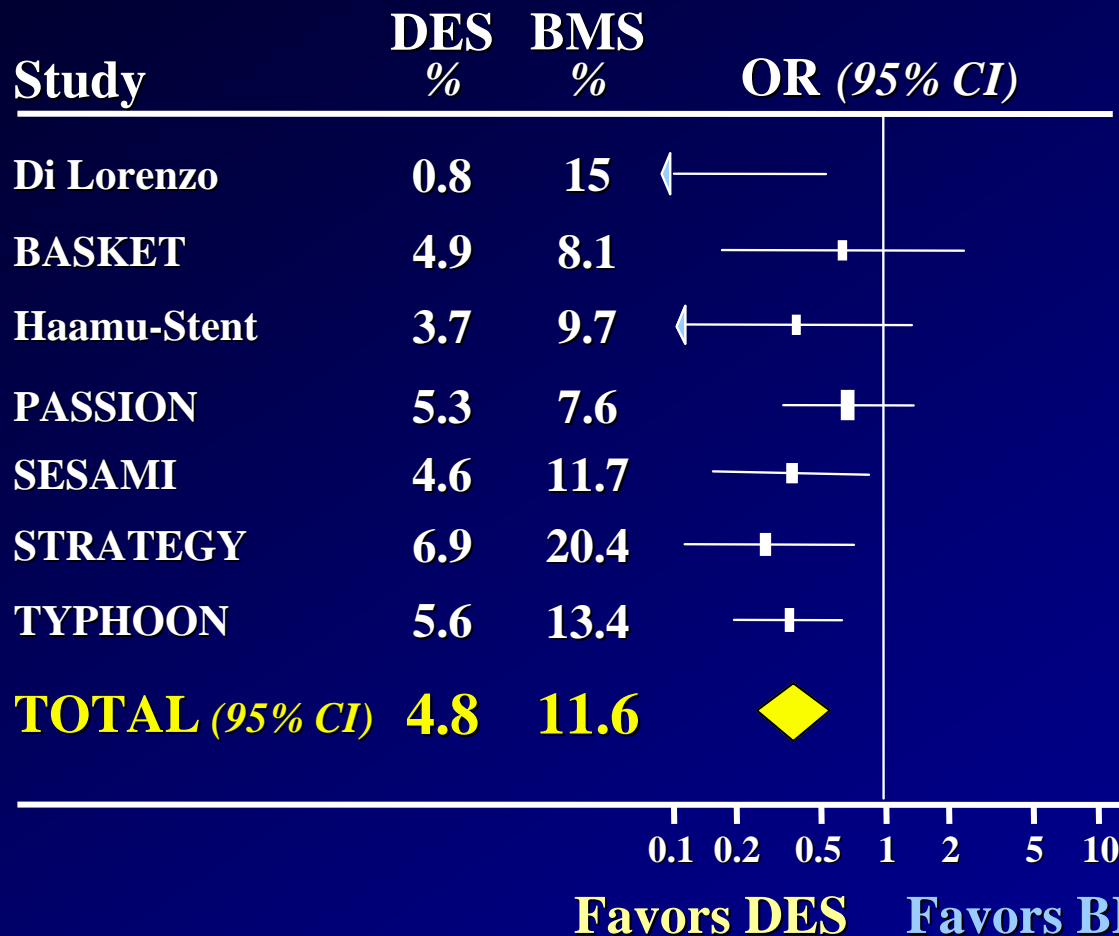 DES BMS
Study % % OR (95% CI)
Di Lorenzo 0.8 15
BASKET 4.9 8.1
Haamu-Stent 3.7 9.7
PASSION 5.3 7.6
SESAMI 4.6 11.7
STRATEGY 6.9 20.4
TYPHOON 5.6 13.4
TOTAL (95% CI) 4.8 11.6
0.1 0.2 0.5 1 2 5 10
Favors DES Favors